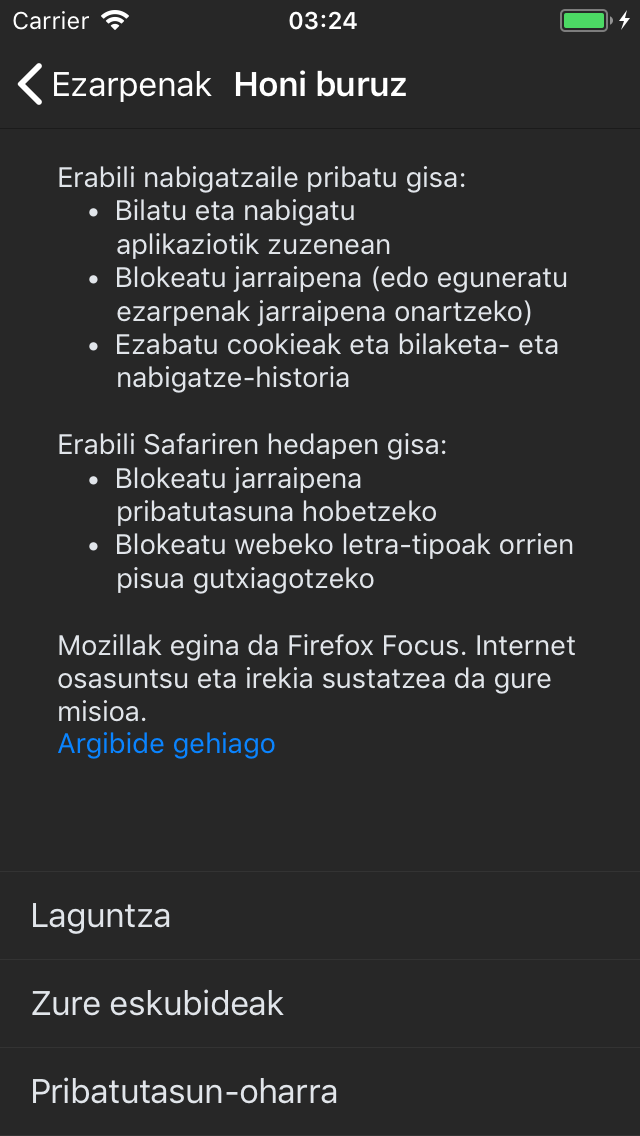 Carrier 03:24
Ezarpenak Honi buruz
Erabili nabigatzaile pribatu gisa:
• Bilatu eta nabigatu
aplikaziotik zuzenean
• Blokeatu jarraipena (edo eguneratu
ezarpenak jarraipena onartzeko)
• Ezabatu cookieak eta bilaketa- eta
nabigatze-historia
Erabili Safariren hedapen gisa:
• Blokeatu jarraipena
pribatutasuna hobetzeko
• Blokeatu webeko letra-tipoak orrien
pisua gutxiagotzeko
Mozillak egina da Firefox Focus. Internet
osasuntsu eta irekia sustatzea da gure
misioa.
Argibide gehiago
Laguntza
Zure eskubideak
Pribatutasun-oharra